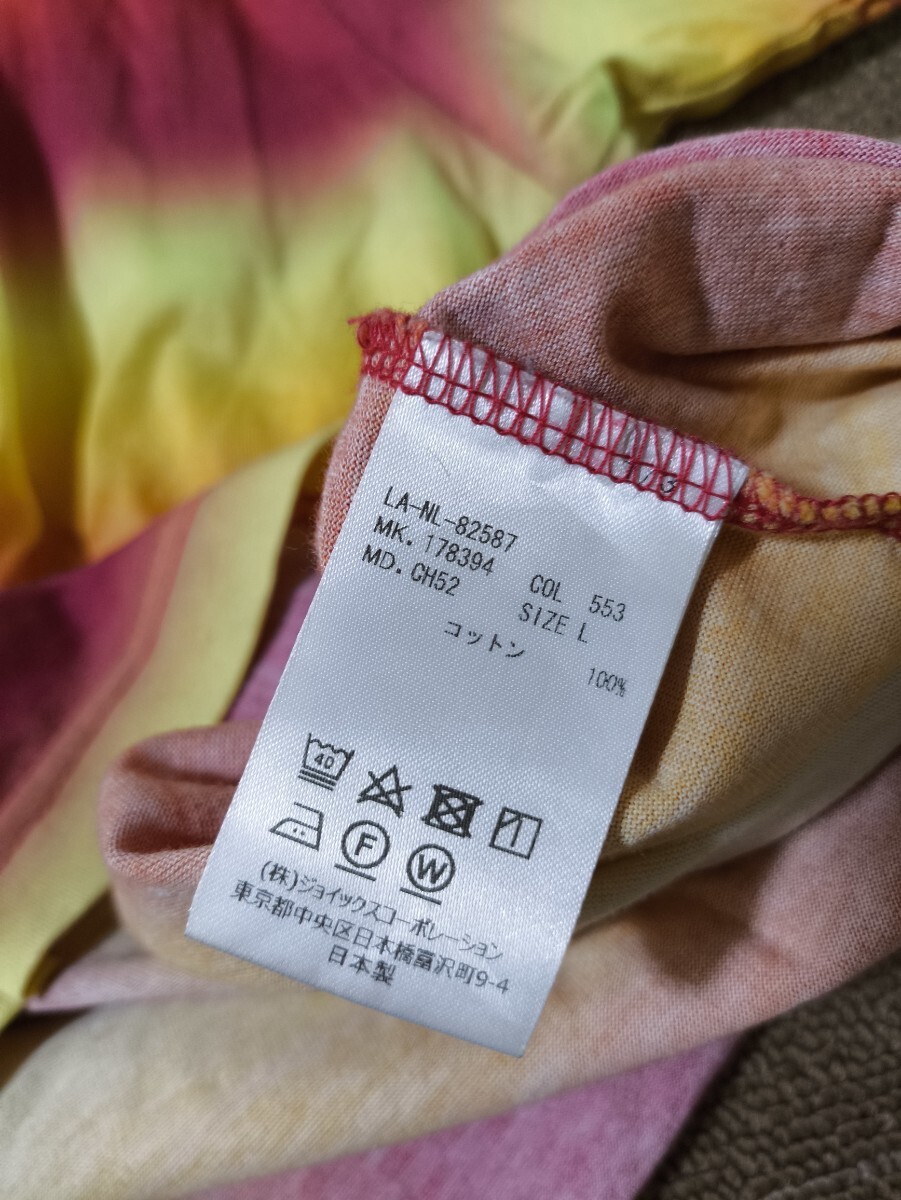 LA-NL-82587
MK. 178394 COL 553
MD. CH52 SIZE L
コットン 100%
40
F W
(株)ジョイックスコーポレーション
東京都中央区日本橋富沢町9-4
日本製